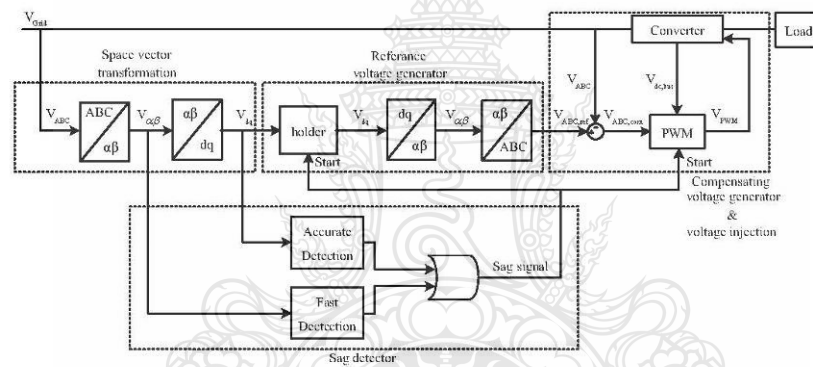 V_Grid
Converter
Load
Space vector
transformation
Referance
voltage generator
V_ABC
V_dc,bus
V_ABC
ABC
αβ
V_αβ
αβ
dq
V_dq
holder
V_dq
dq
αβ
V_αβ
αβ
ABC
V_ABC,ref
V_ABC,com
PWM
V_PWM
Start
Start
Compensating
voltage generator
&
voltage injection
Accurate
Detection
Sag signal
Fast
Dectection
Sag detector